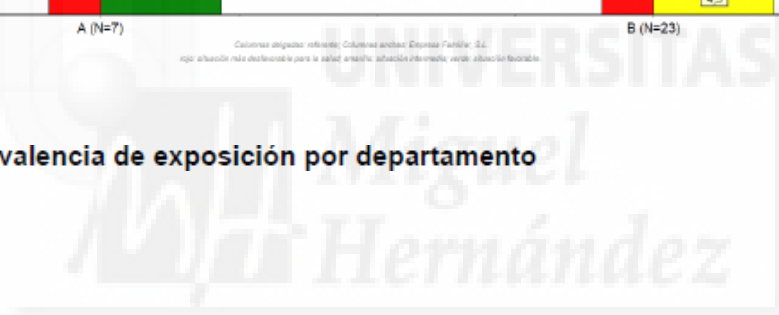 A (N=7) B (N=23)
Columnas delgadas: referente; Columnas anchas: Empresa Familiar, S.L.
rojo: situación más desfavorable para la salud; amarillo: situación intermedia; verde: situación favorable.
valencia de exposición por departamento
UNIVERSITAS
Miguel
Hernández